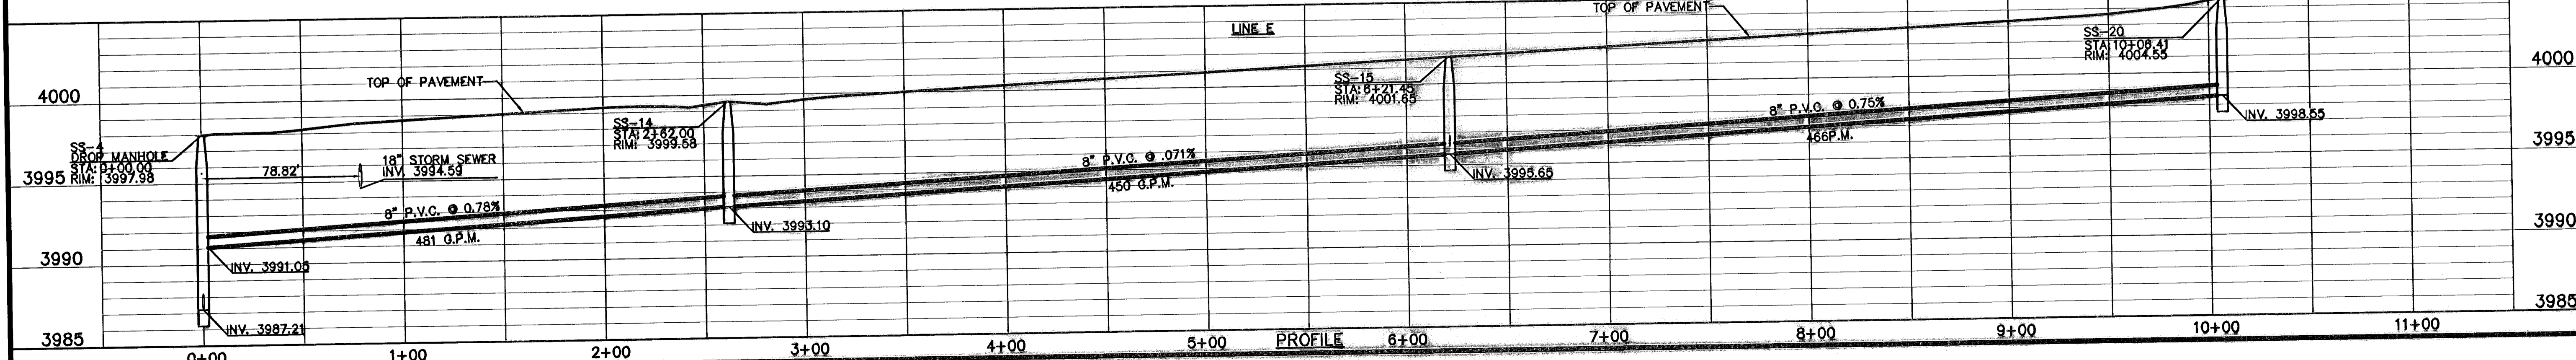 LINE E
TOP OF PAVEMENT
SS-20
STA:10+06.41
RIM: 4004.55
4000
4000
TOP OF PAVEMENT
SS-15
STA:6+21.45
RIM: 4001.65
8" P.V.C. @ 0.75%
466P.M.
INV. 3998.55
SS-14
STA:2+62.00
RIM: 3999.58
SS-4
DROP MANHOLE
STA:0+00.00
RIM: 3997.98
78.82'
18" STORM SEWER
INV. 3994.59
8" P.V.C. @ .071%
450 G.P.M.
INV. 3995.65
3995
3995
8" P.V.C. @ 0.78%
481 G.P.M.
INV. 3993.10
3990
3990
INV. 3991.05
INV. 3987.21
3985
3985
0+00
1+00
2+00
3+00
4+00
5+00
PROFILE
6+00
7+00
8+00
9+00
10+00
11+00